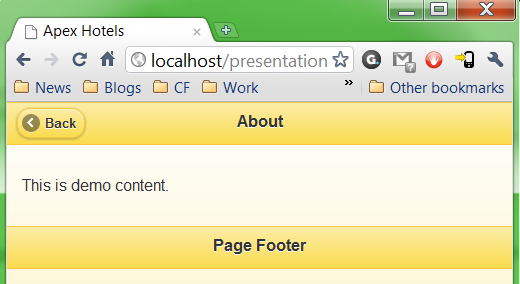 Apex Hotels
localhost/presentation
News Blogs CF Work » Other bookmarks
Back About
This is demo content.
Page Footer